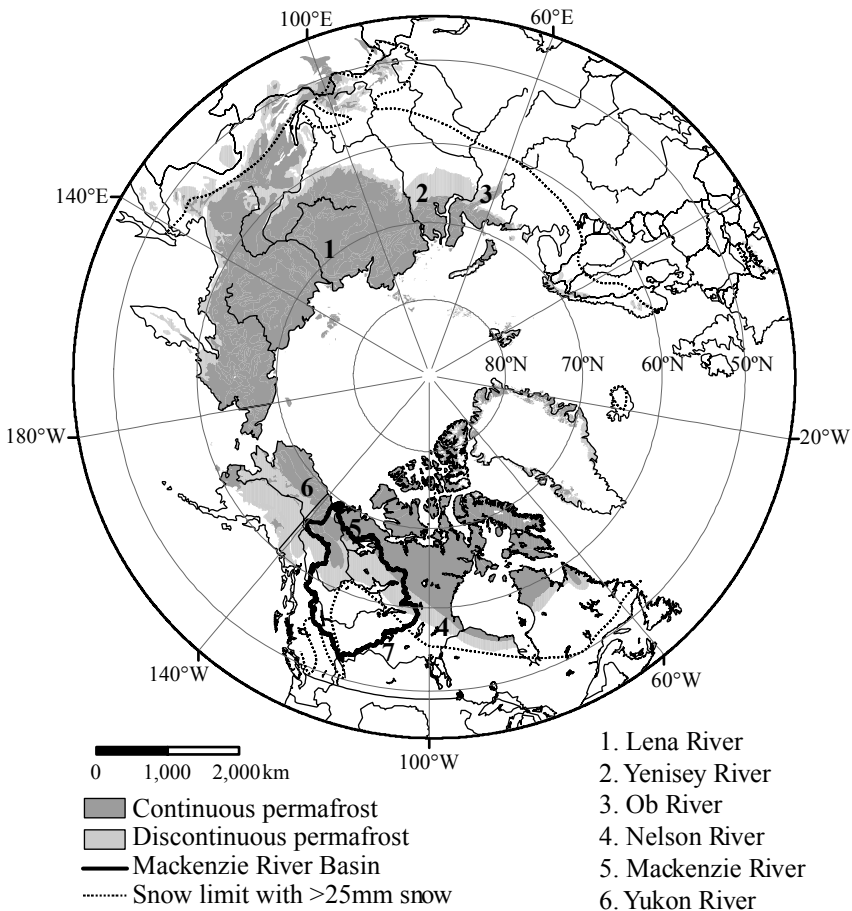 100°E
60°E
140°E
2
3
1
80°N 70°N 60°N 50°N
180°W
20°W
6
5
4
7
140°W
60°W
100°W
0 1,000 2,000km
Continuous permafrost
Discontinuous permafrost
Mackenzie River Basin
Snow limit with >25mm snow
1. Lena River
2. Yenisey River
3. Ob River
4. Nelson River
5. Mackenzie River
6. Yukon River